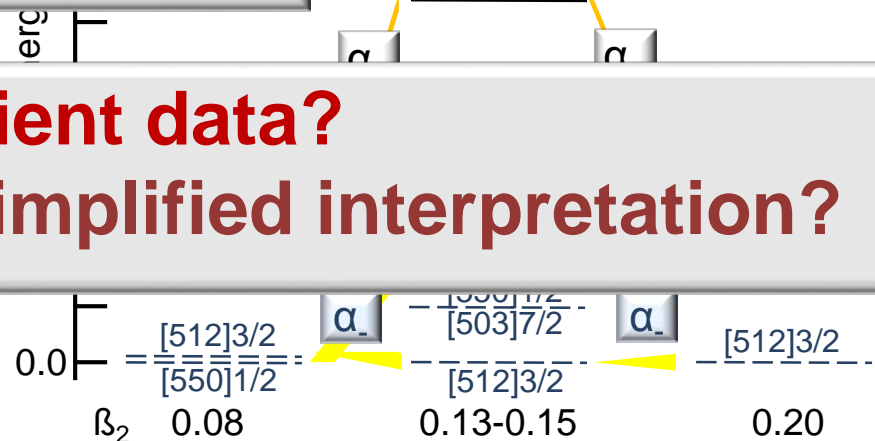 α α
ient data?
implified interpretation?
α- α-
[503]7/2
[512]3/2 [512]3/2
0.0
[550]1/2 [512]3/2
ß₂ 0.08 0.13-0.15 0.20